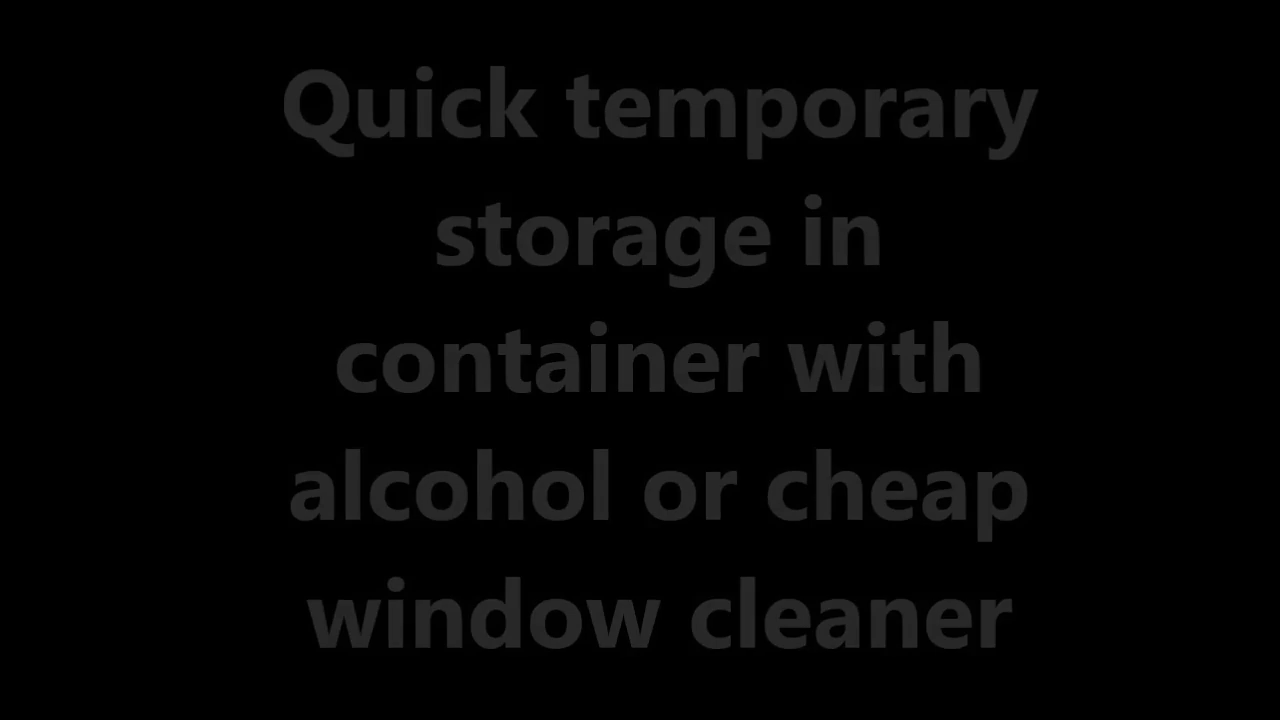 Quick temporary
storage in
container with
alcohol or cheap
window cleaner